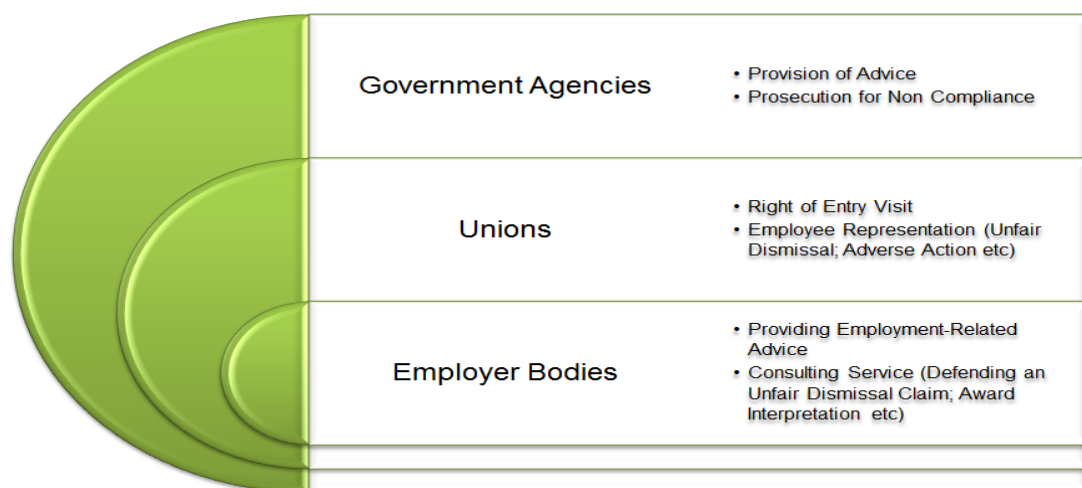 Government Agencies
• Provision of Advice
• Prosecution for Non Compliance
Unions
• Right of Entry Visit
• Employee Representation (Unfair
Dismissal; Adverse Action etc)
Employer Bodies
• Providing Employment-Related
Advice
• Consulting Service (Defending an
Unfair Dismissal Claim; Award
Interpretation etc)